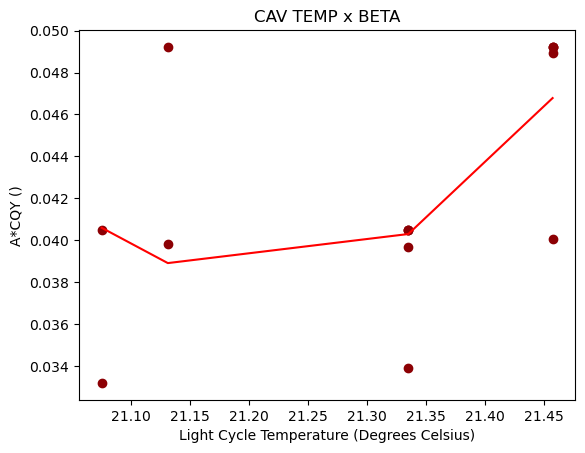 CAV TEMP x BETA
0.050
0.048
0.046
0.044
0.042
0.040
0.038
0.036
0.034
A*CQY ()
21.10 21.15 21.20 21.25 21.30 21.35 21.40 21.45
Light Cycle Temperature (Degrees Celsius)